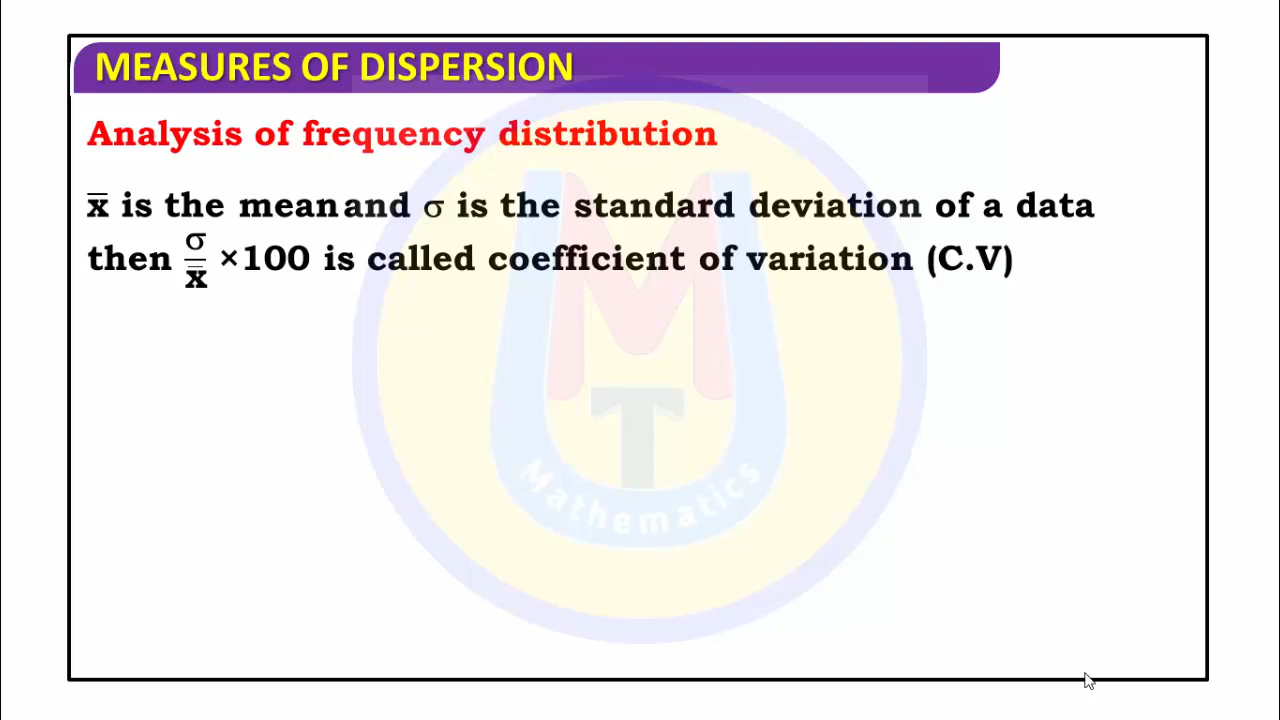 MEASURES OF DISPERSION
Analysis of frequency distribution
x̅ is the mean and σ is the standard deviation of a data
then σ/x̅ ×100 is called coefficient of variation (C.V)
M
U
T
Mathematics